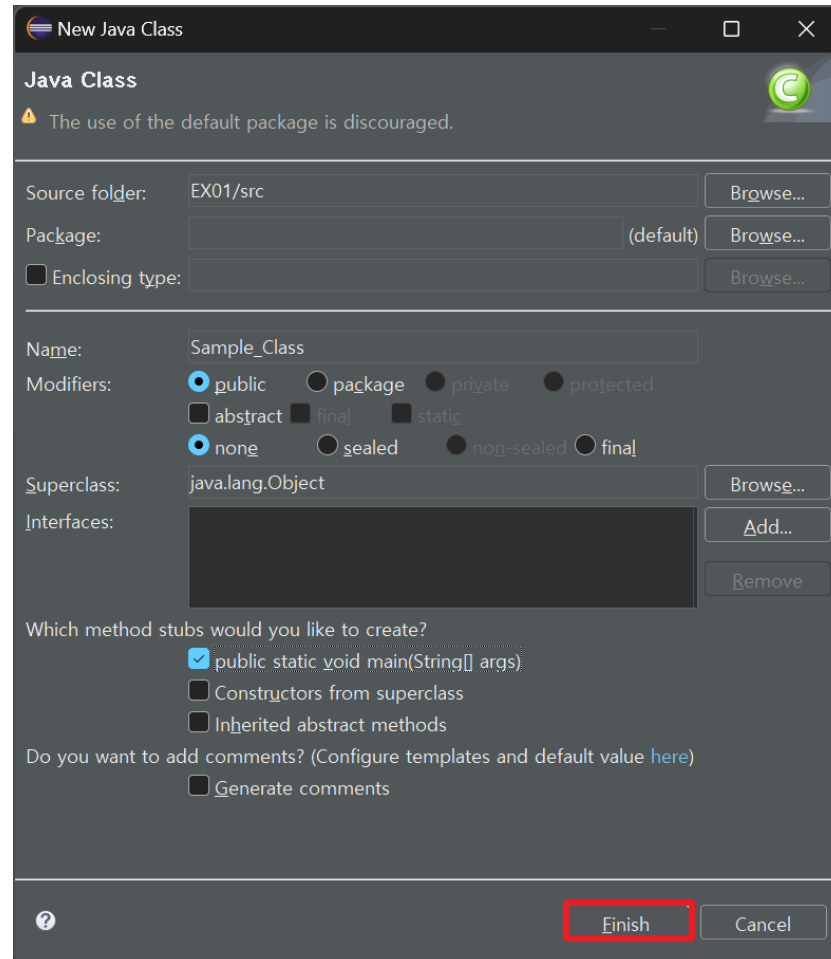 New Java Class
Java Class
The use of the default package is discouraged.
Source folder: EX01/src Browse...
Package: (default) Browse...
Enclosing type: Browse...
Name: Sample_Class
Modifiers: public package private protected
abstract final static
none sealed non-sealed final
Superclass: java.lang.Object Browse...
Interfaces: Add...
Remove
Which method stubs would you like to create?
public static void main(String[] args)
Constructors from superclass
Inherited abstract methods
Do you want to add comments? (Configure templates and default value here)
Generate comments
Finish Cancel